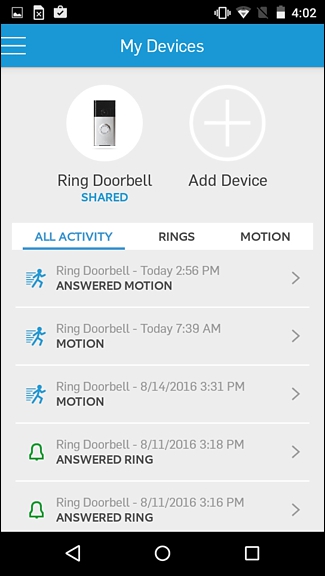 4:02
My Devices
Ring Doorbell
SHARED
Add Device
ALL ACTIVITY RINGS MOTION
Ring Doorbell - Today 2:56 PM
ANSWERED MOTION
Ring Doorbell - Today 7:39 AM
MOTION
Ring Doorbell - 8/14/2016 3:31 PM
MOTION
Ring Doorbell - 8/11/2016 3:18 PM
ANSWERED RING
Ring Doorbell - 8/11/2016 3:16 PM
ANSWERED RING